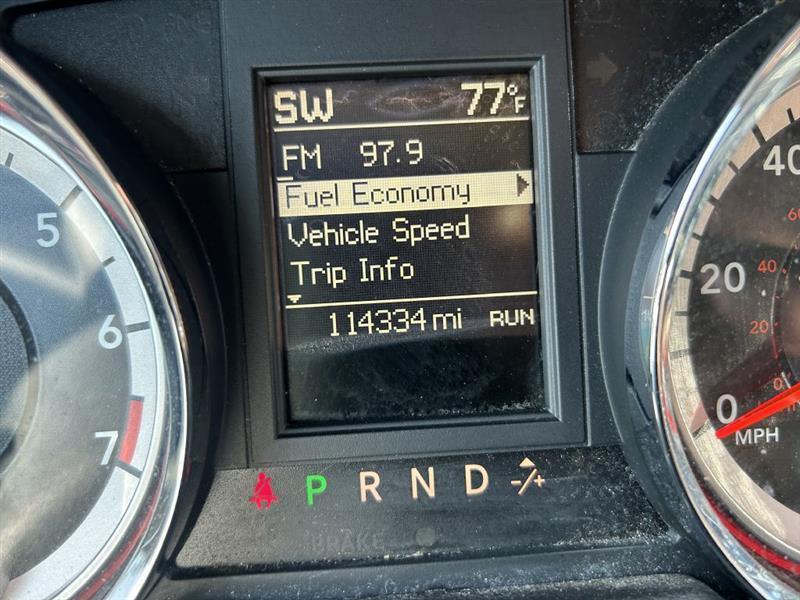 SW 77°F
FM 97.9
Fuel Economy
Vehicle Speed
Trip Info
114334 mi RUN
5
6
7
40
20
0
MPH
60
40
20
0
P R N D -/+
BRAKE